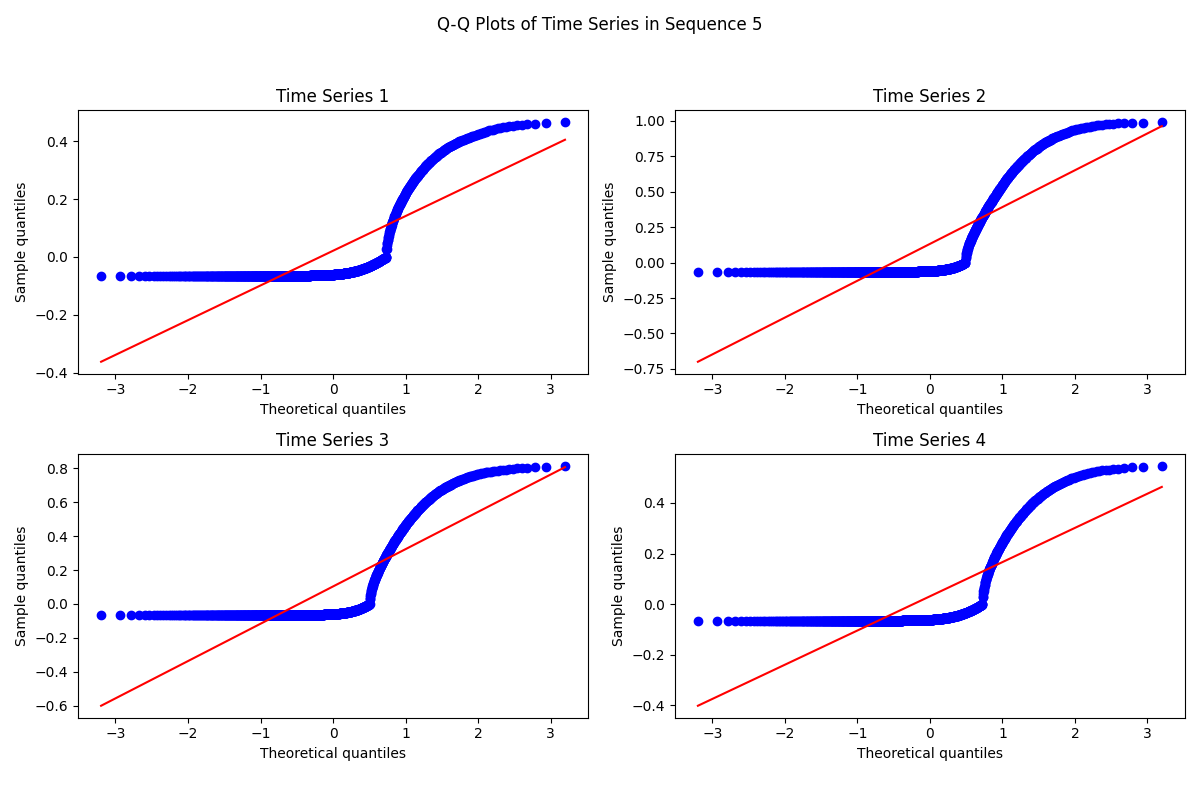 Q-Q Plots of Time Series in Sequence 5
Time Series 1
Sample quantiles
0.4
0.2
0.0
−0.2
−0.4
−3 −2 −1 0 1 2 3
Theoretical quantiles
Time Series 2
Sample quantiles
1.00
0.75
0.50
0.25
0.00
−0.25
−0.50
−0.75
−3 −2 −1 0 1 2 3
Theoretical quantiles
Time Series 3
Sample quantiles
0.8
0.6
0.4
0.2
0.0
−0.2
−0.4
−0.6
−3 −2 −1 0 1 2 3
Theoretical quantiles
Time Series 4
Sample quantiles
0.4
0.2
0.0
−0.2
−0.4
−3 −2 −1 0 1 2 3
Theoretical quantiles